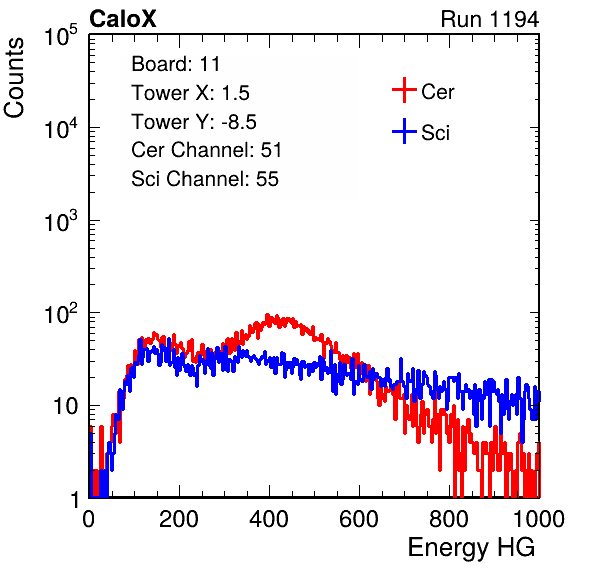 CaloX Run 1194
Counts
10^5
10^4
10^3
10^2
10
1
Board: 11
Tower X: 1.5
Tower Y: -8.5
Cer Channel: 51
Sci Channel: 55
Cer
Sci
0 200 400 600 800 1000
Energy HG